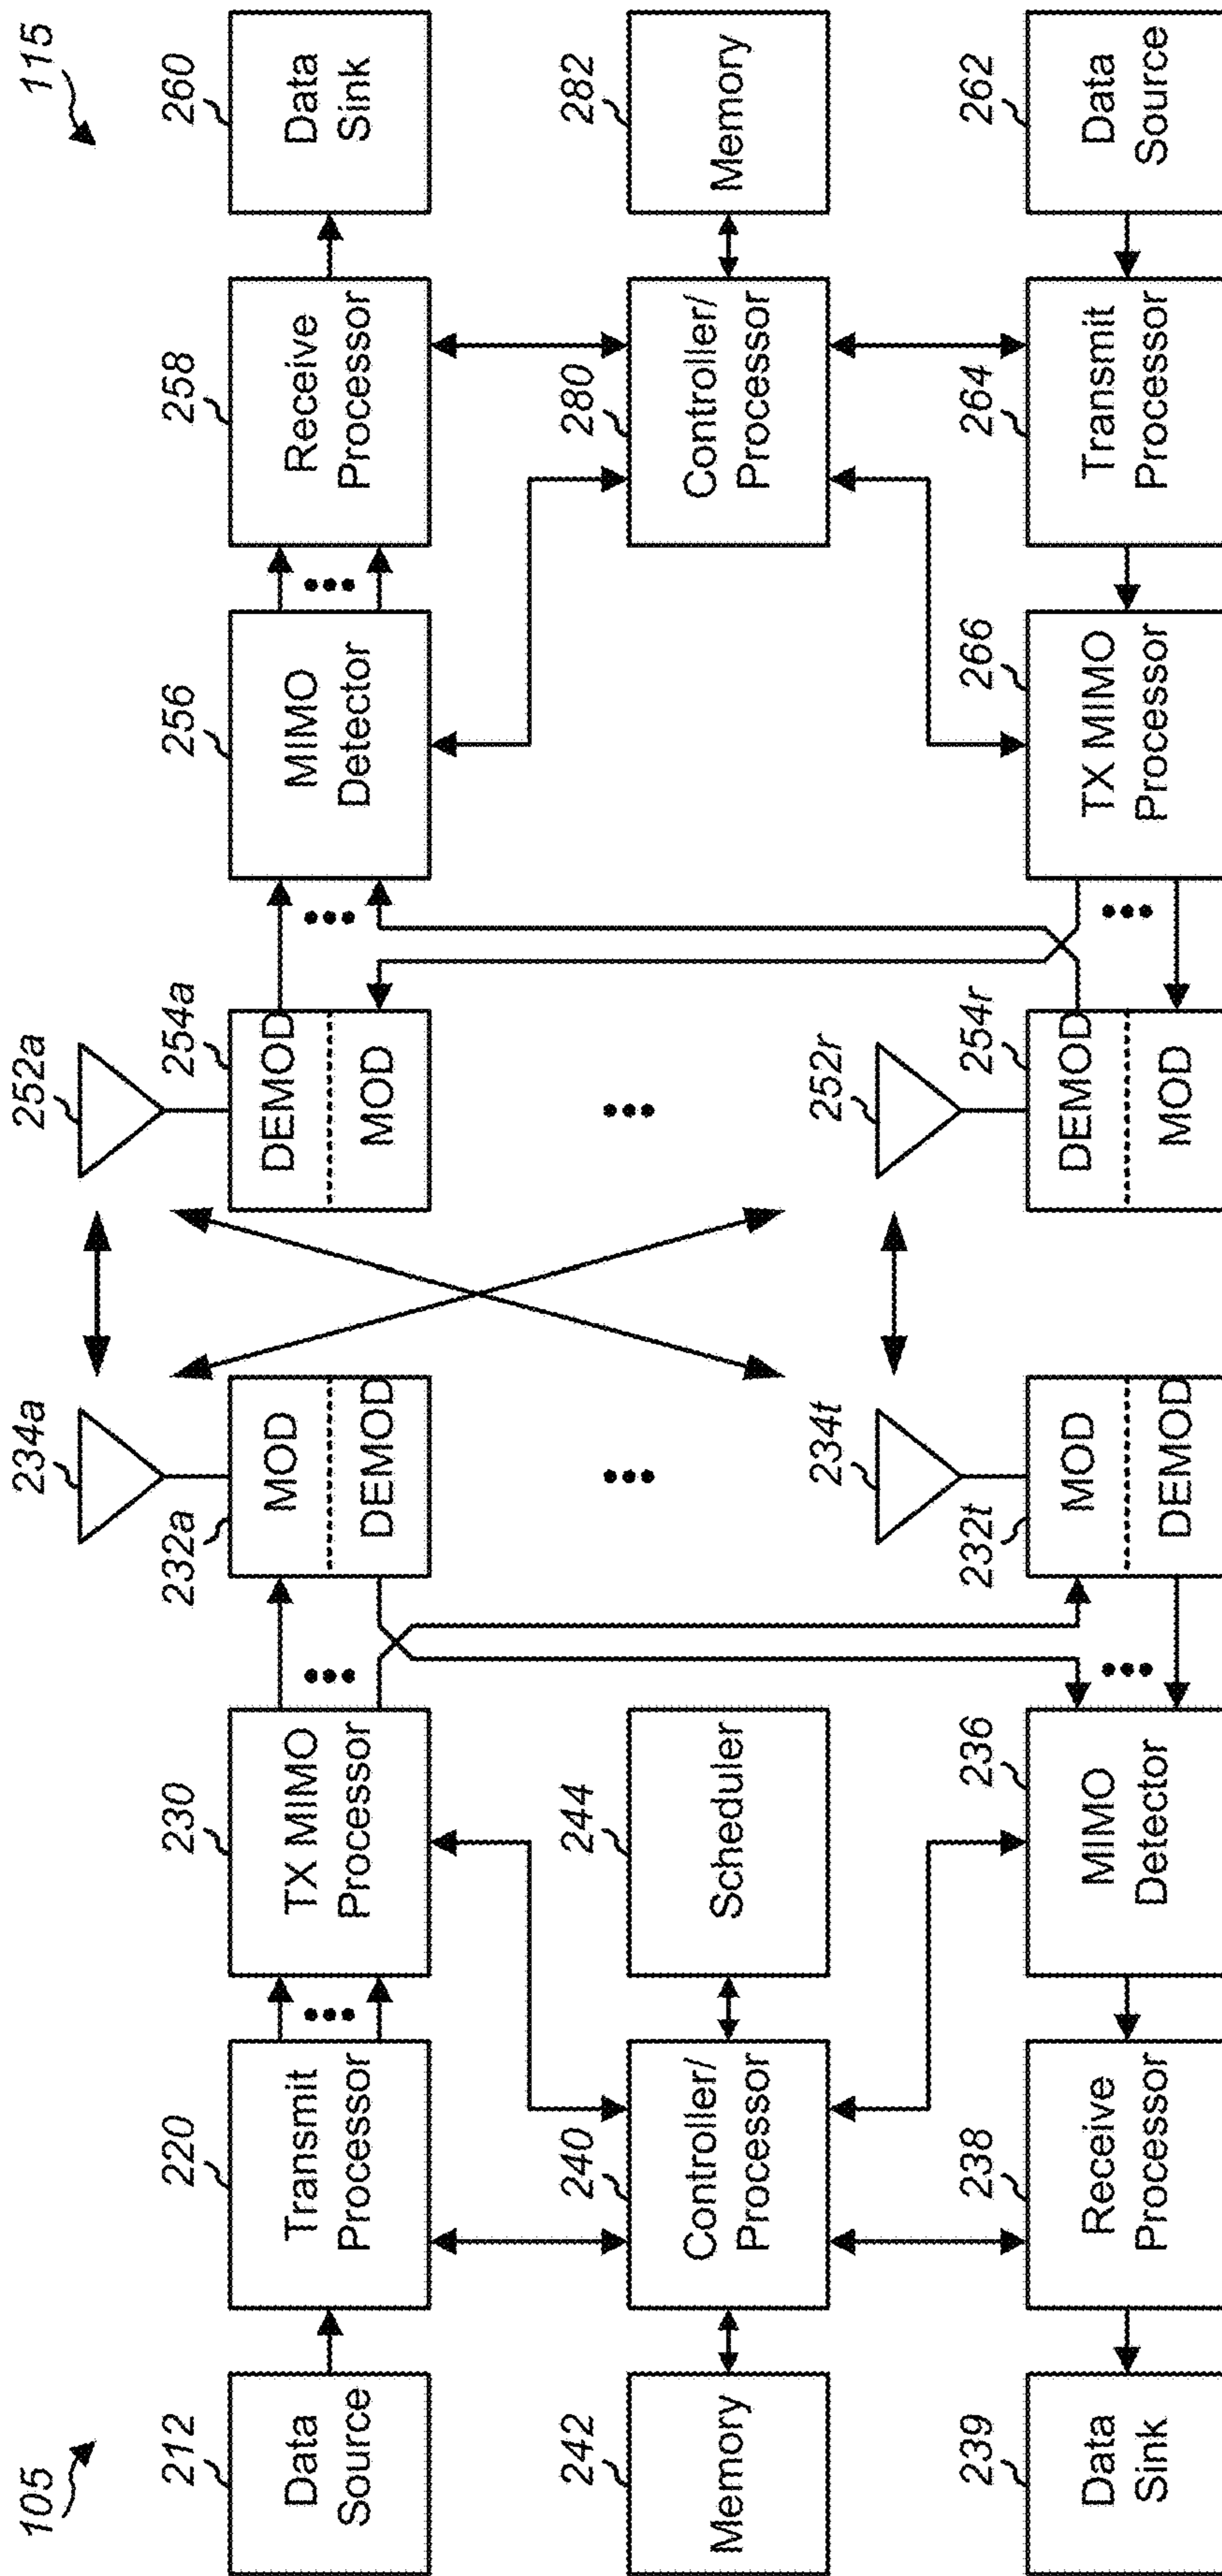 105
115
212
Data
Source
220
Transmit
Processor
230
TX MIMO
Processor
232a
MOD
DEMOD
234a
252a
254a
DEMOD
MOD
256
MIMO
Detector
258
Receive
Processor
260
Data
Sink
242
Memory
240
Controller/
Processor
244
Scheduler
280
Controller/
Processor
282
Memory
239
Data
Sink
238
Receive
Processor
236
MIMO
Detector
232t
MOD
DEMOD
234t
252r
254r
DEMOD
MOD
266
TX MIMO
Processor
264
Transmit
Processor
262
Data
Source